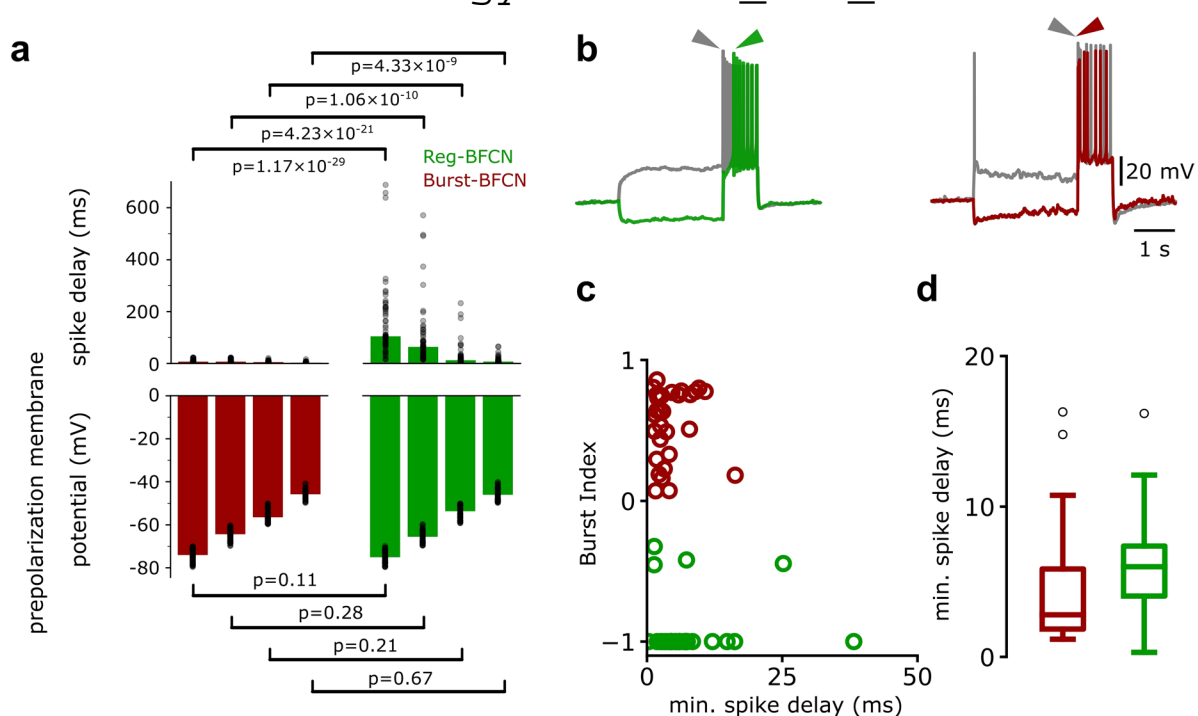 a
p=4.33×10⁻⁹
p=1.06×10⁻¹⁰
p=4.23×10⁻²¹
p=1.17×10⁻²⁹
Reg-BFCN
Burst-BFCN
spike delay (ms)
600
400
200
0
prepolarization membrane
potential (mV)
0
-20
-40
-60
-80
p=0.11
p=0.28
p=0.21
p=0.67
b
20 mV
1 s
c
Burst Index
1
0
−1
0
25
50
min. spike delay (ms)
d
min. spike delay (ms)
20
10
0